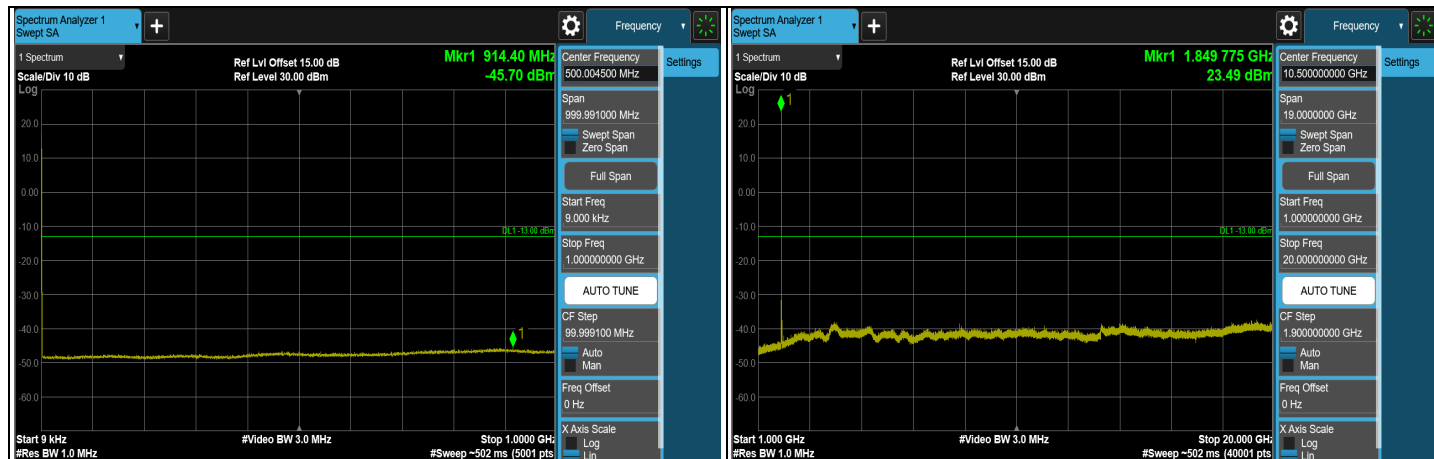 Spectrum Analyzer 1
Swept SA
+
Frequency
1 Spectrum
Scale/Div 10 dB
Log
Ref Lvl Offset 15.00 dB
Ref Level 30.00 dBm
Mkr1 914.40 MHz
-45.70 dBm
20.0
10.0
0.00
-10.0
-20.0
-30.0
-40.0
-50.0
-60.0
DL1 -13.00 dBm
1
Start 9 kHz
#Res BW 1.0 MHz
#Video BW 3.0 MHz
Stop 1.0000 GHz
#Sweep ~502 ms (5001 pts
Center Frequency
500.004500 MHz
Settings
Span
999.991000 MHz
Swept Span
Zero Span
Full Span
Start Freq
9.000 kHz
Stop Freq
1.000000000 GHz
AUTO TUNE
CF Step
99.999100 MHz
Auto
Man
Freq Offset
0 Hz
X Axis Scale
Log
Lin
Spectrum Analyzer 1
Swept SA
+
Frequency
1 Spectrum
Scale/Div 10 dB
Log
Ref Lvl Offset 15.00 dB
Ref Level 30.00 dBm
Mkr1 1.849 775 GHz
23.49 dBm
1
20.0
10.0
0.00
-10.0
-20.0
-30.0
-40.0
-50.0
-60.0
DL1 -13.00 dBm
Start 1.000 GHz
#Res BW 1.0 MHz
#Video BW 3.0 MHz
Stop 20.000 GHz
#Sweep ~502 ms (40001 pts
Center Frequency
10.500000000 GHz
Settings
Span
19.0000000 GHz
Swept Span
Zero Span
Full Span
Start Freq
1.000000000 GHz
Stop Freq
20.000000000 GHz
AUTO TUNE
CF Step
1.900000000 GHz
Auto
Man
Freq Offset
0 Hz
X Axis Scale
Log
Lin